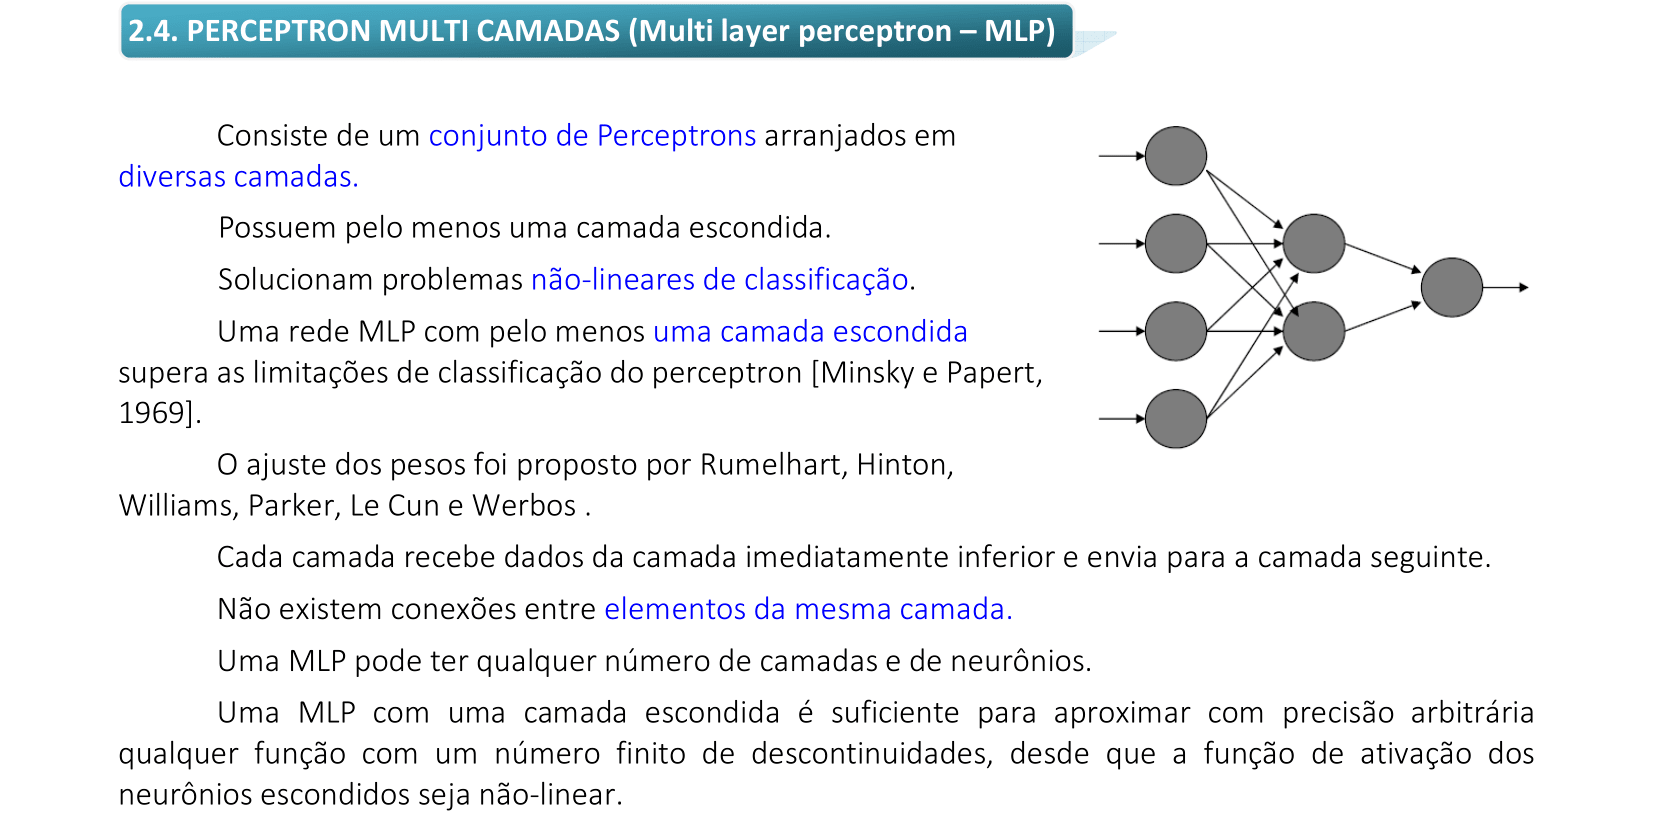 2.4. PERCEPTRON MULTI CAMADAS (Multi layer perceptron – MLP)
Consiste de um conjunto de Perceptrons arranjados em
diversas camadas.
Possuem pelo menos uma camada escondida.
Solucionam problemas não-lineares de classificação.
Uma rede MLP com pelo menos uma camada escondida
supera as limitações de classificação do perceptron [Minsky e Papert,
1969].
O ajuste dos pesos foi proposto por Rumelhart, Hinton,
Williams, Parker, Le Cun e Werbos .
Cada camada recebe dados da camada imediatamente inferior e envia para a camada seguinte.
Não existem conexões entre elementos da mesma camada.
Uma MLP pode ter qualquer número de camadas e de neurônios.
Uma MLP com uma camada escondida é suficiente para aproximar com precisão arbitrária
qualquer função com um número finito de descontinuidades, desde que a função de ativação dos
neurônios escondidos seja não-linear.